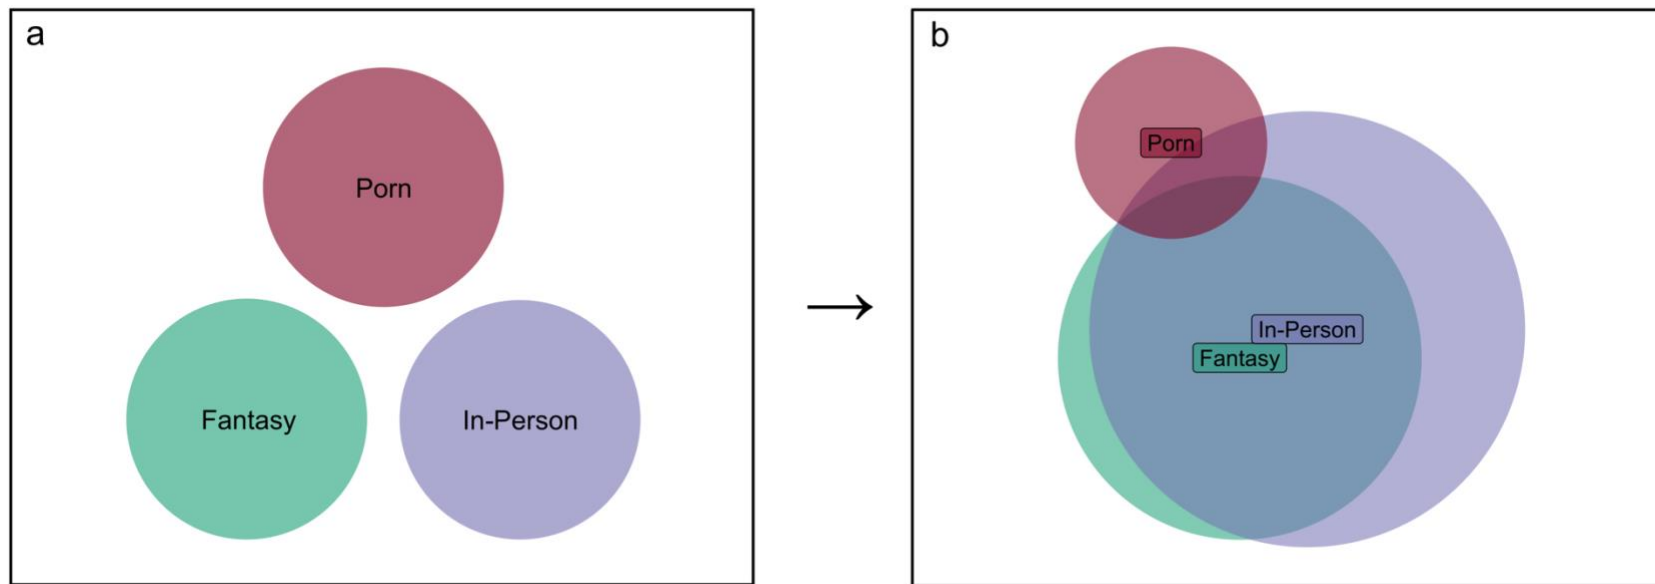 a
Porn
Fantasy
In-Person
→
b
Porn
In-Person
Fantasy